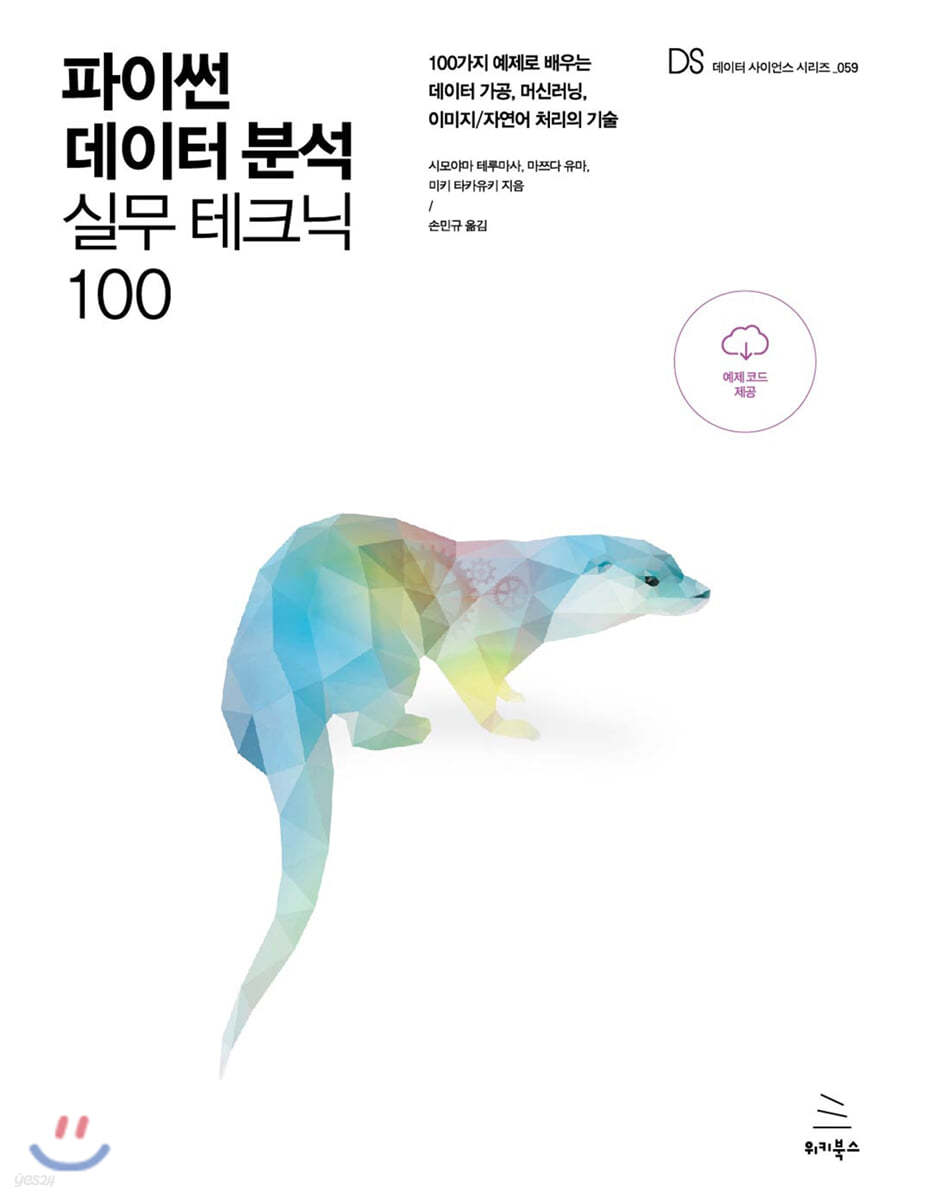 파이썬
데이터 분석
실무 테크닉
100
100가지 예제로 배우는
데이터 가공, 머신러닝,
이미지/자연어 처리의 기술
시모야마 테루마사, 마쯔다 유마,
미키 타카유키 지음
/
손민규 옮김
DS 데이터 사이언스 시리즈_059
예제 코드
제공
위키북스
yes24